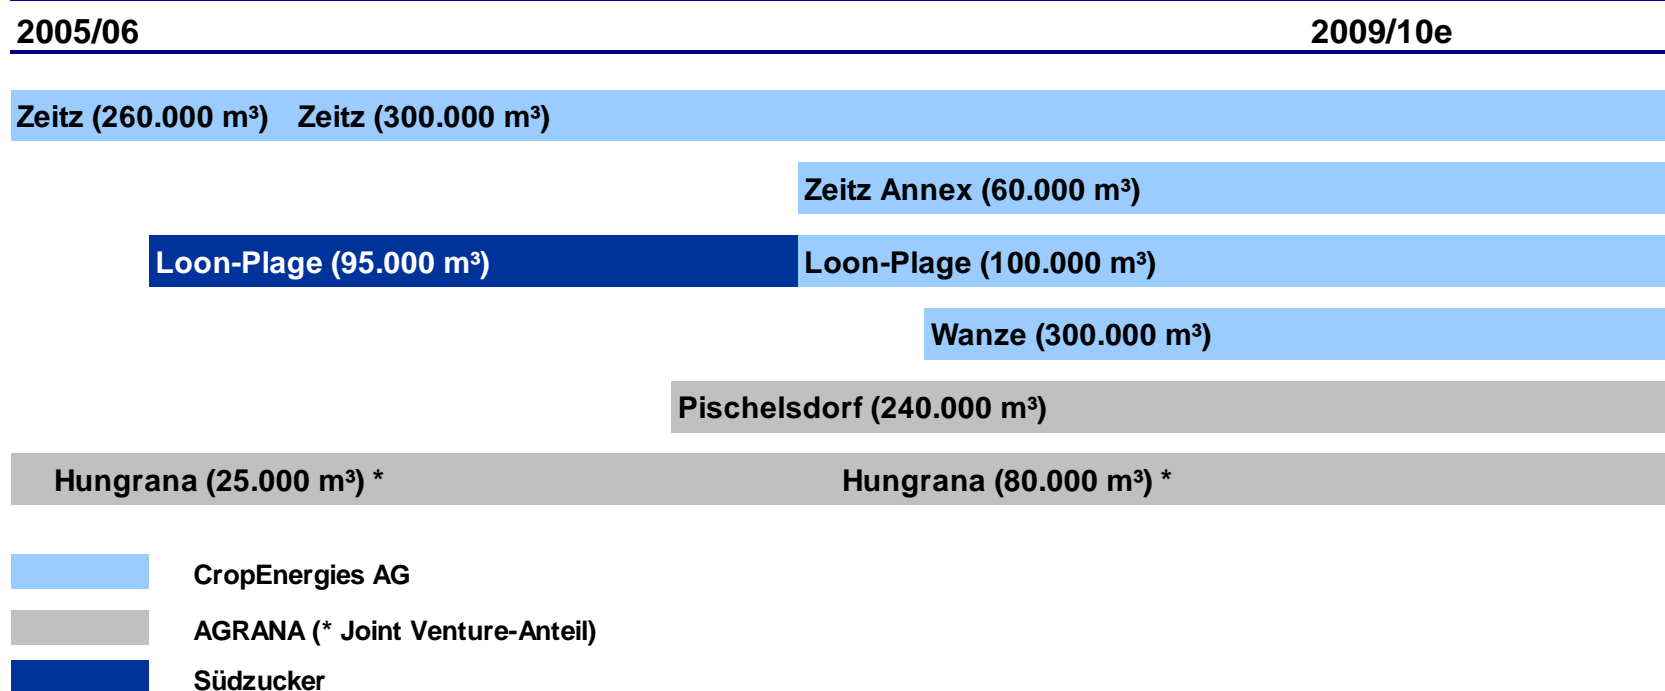 2005/06 2009/10e
Zeitz (260.000 m³) Zeitz (300.000 m³)
Zeitz Annex (60.000 m³)
Loon-Plage (95.000 m³) Loon-Plage (100.000 m³)
Wanze (300.000 m³)
Pischelsdorf (240.000 m³)
Hungrana (25.000 m³) * Hungrana (80.000 m³) *
CropEnergies AG
AGRANA (* Joint Venture-Anteil)
Südzucker